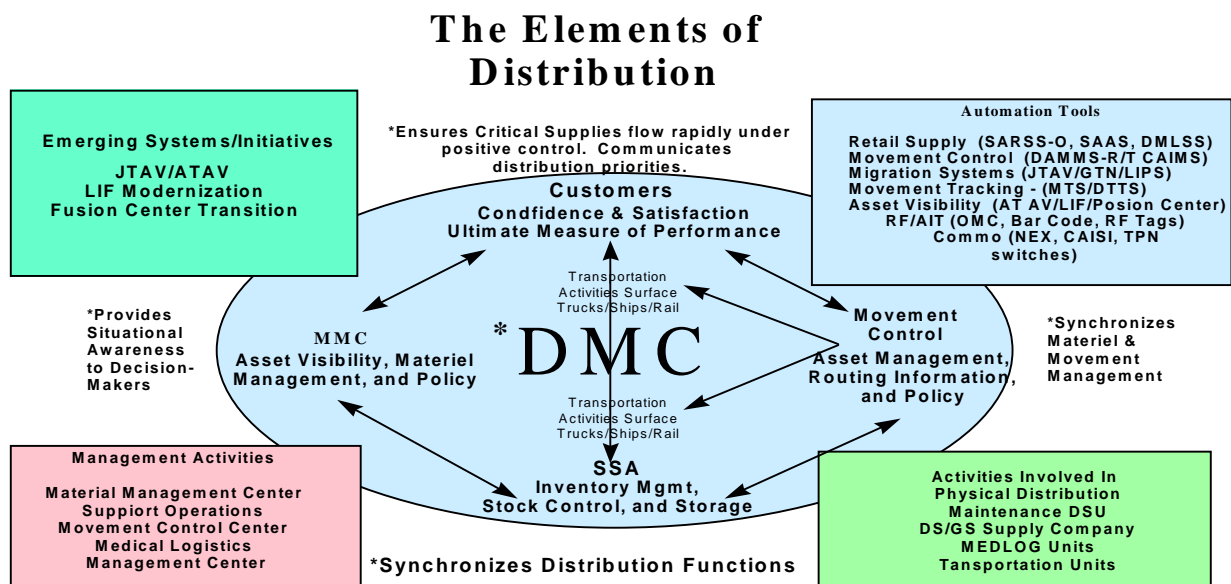 The Elements of
Distribution
Emerging Systems/Initiatives
JTAV/ATAV
LIF Modernization
Fusion Center Transition
*Ensures Critical Supplies flow rapidly under
positive control. Communicates
distribution priorities.
Automation Tools
Retail Supply (SARSS-O, SAAS, DMLSS)
Movement Control (DAMMS-R/T CAIMS)
Migration Systems (JTAV/GTN/LIPS)
Movement Tracking - (MTS/DTTS)
Asset Visibility (AT AV/LIF/Posion Center)
RF/AIT (OMC, Bar Code, RF Tags)
Commo (NEX, CAISI, TPN
switches)
Customers
Condfidence & Satisfaction
Ultimate Measure of Performance
Transportation
Activities Surface
Trucks/Ships/Rail
*Provides
Situational
Awareness
to Decision-
Makers
MMC
Asset Visibility, Materiel
Management, and Policy
*DMC
Movement
Control
Asset Management,
Routing Information,
and Policy
*Synchronizes
Materiel &
Movement
Management
Transportation
Activities Surface
Trucks/Ships/Rail
SSA
Inventory Mgmt,
Stock Control, and Storage
Management Activities
Material Management Center
Suppiort Operations
Movement Control Center
Medical Logistics
Management Center
*Synchronizes Distribution Functions
Activities Involved In
Physical Distribution
Maintenance DSU
DS/GS Supply Company
MEDLOG Units
Tansportation Units